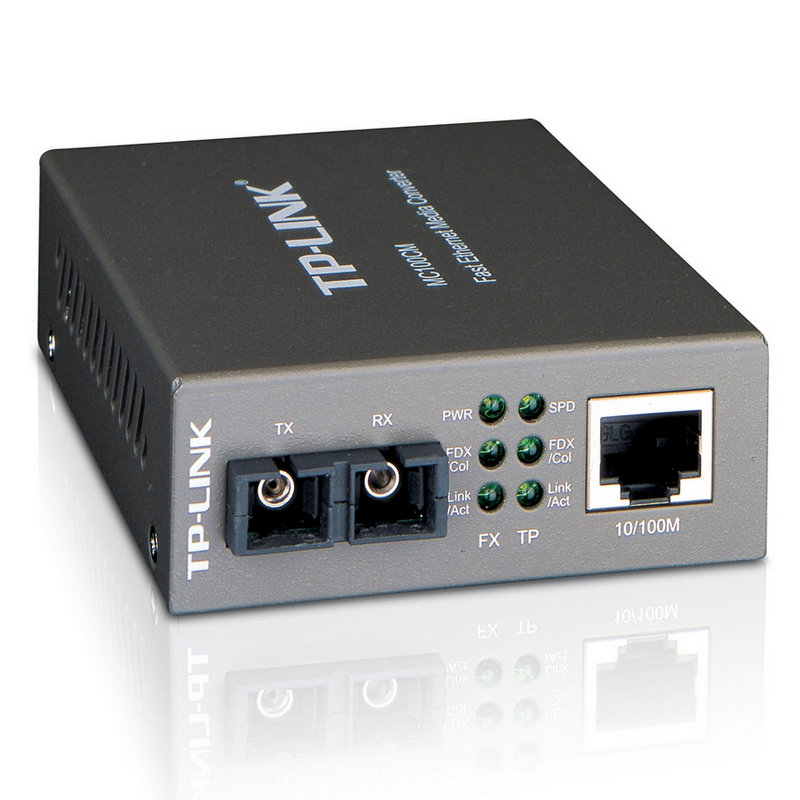 TP-LINK®
MC100CM
Fast Ethernet Media Converter
TP-LINK
TX
RX
PWR
SPD
FDX
/Col
FDX
/Col
Link
/Act
Link
/Act
FX
TP
10/100M